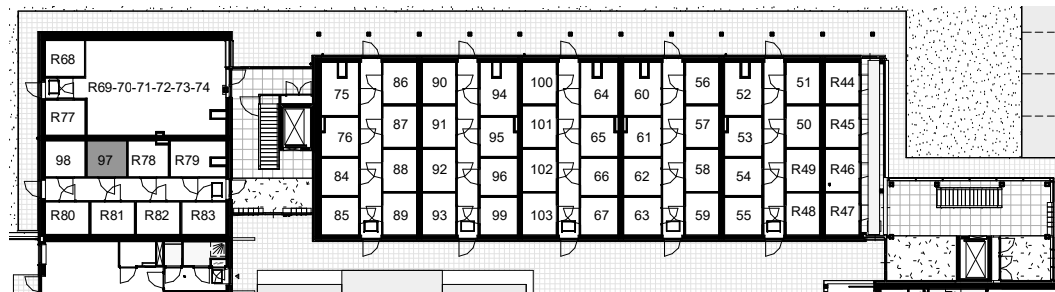 R68
R69-70-71-72-73-74
R77
98 97 R78 R79
R80 R81 R82 R83
75 86 90 94 100 64 60 56 52 51 R44
76 87 91 95 101 65 61 57 53 50 R45
84 88 92 96 102 66 62 58 54 R49 R46
85 89 93 99 103 67 63 59 55 R48 R47